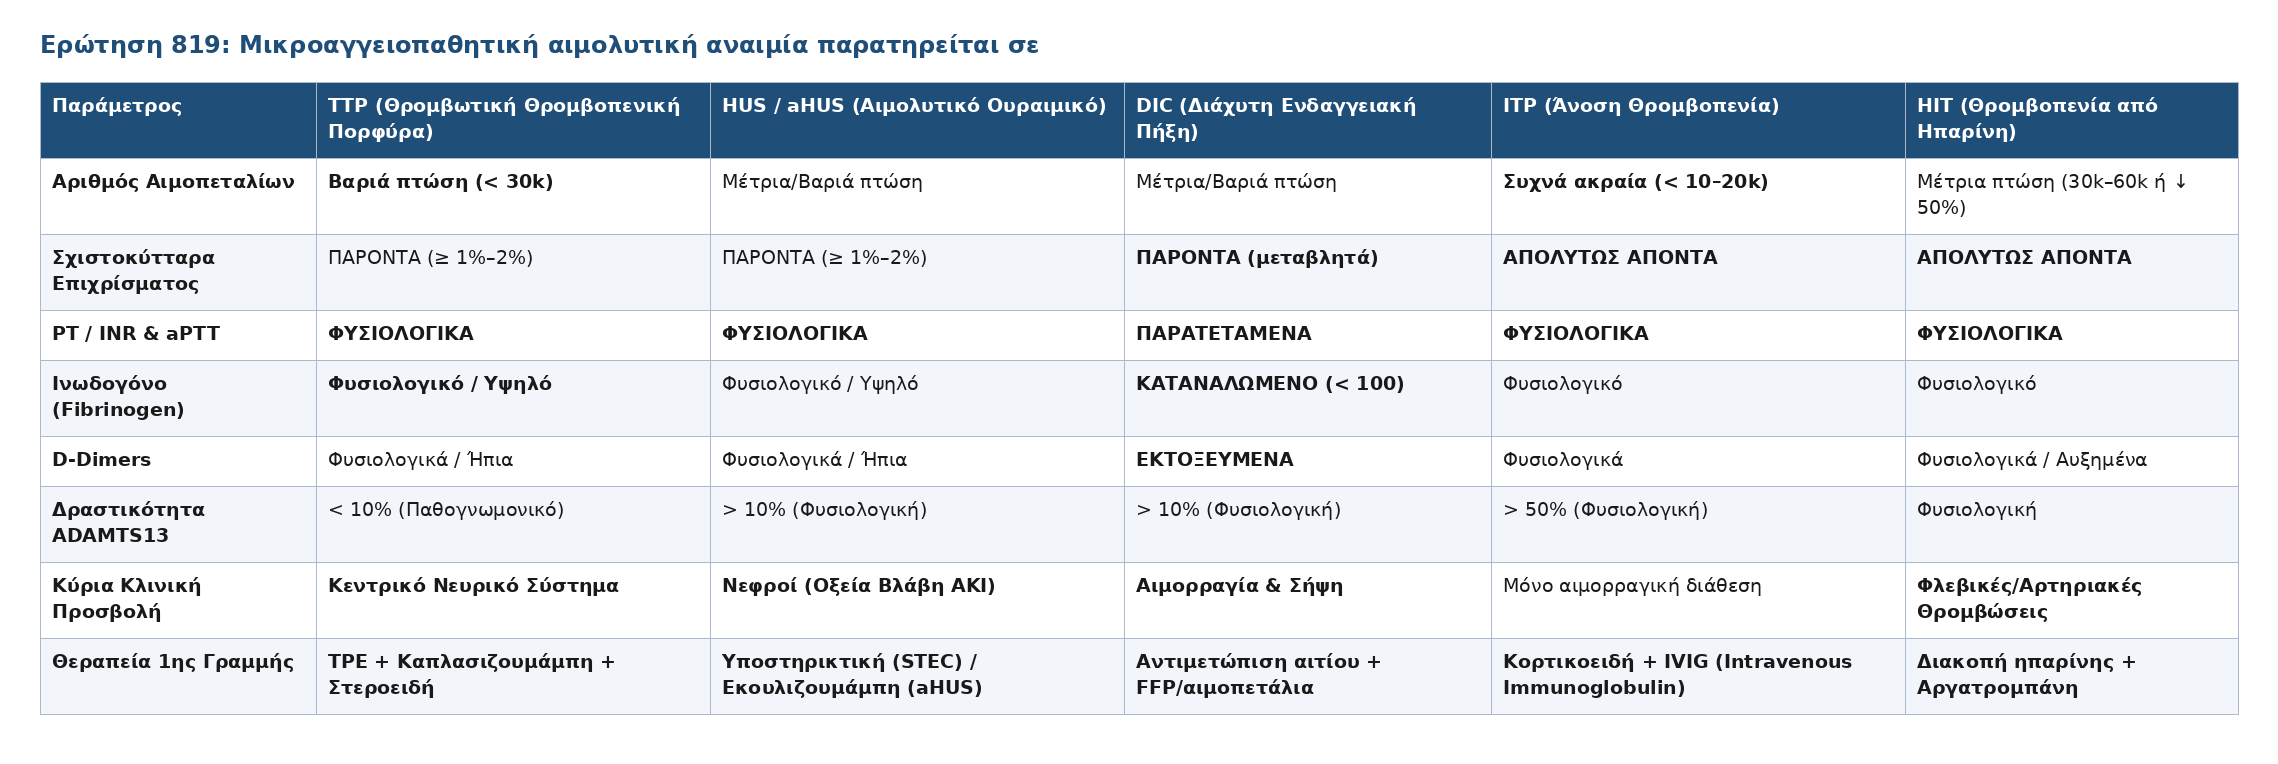 Ερώτηση 819: Μικροαγγειοπαθητική αιμολυτική αναιμία παρατηρείται σε
Παράμετρος
TTP (Θρομβωτική Θρομβοπενική
Πορφύρα)
HUS / aHUS (Αιμολυτικό Ουραιμικό)
DIC (Διάχυτη Ενδαγγειακή
Πήξη)
ITP (Άνοση Θρομβοπενία)
HIT (Θρομβοπενία από
Ηπαρίνη)
Αριθμός Αιμοπεταλίων
Βαριά πτώση (< 30k)
Μέτρια/Βαριά πτώση
Μέτρια/Βαριά πτώση
Συχνά ακραία (< 10–20k)
Μέτρια πτώση (30k–60k ή ↓
50%)
Σχιστοκύτταρα
Επιχρίσματος
ΠΑΡΟΝΤΑ (≥ 1%–2%)
ΠΑΡΟΝΤΑ (≥ 1%–2%)
ΠΑΡΟΝΤΑ (μεταβλητά)
ΑΠΟΛΥΤΩΣ ΑΠΟΝΤΑ
ΑΠΟΛΥΤΩΣ ΑΠΟΝΤΑ
PT / INR & aPTT
ΦΥΣΙΟΛΟΓΙΚΑ
ΦΥΣΙΟΛΟΓΙΚΑ
ΠΑΡΑΤΕΤΑΜΕΝΑ
ΦΥΣΙΟΛΟΓΙΚΑ
ΦΥΣΙΟΛΟΓΙΚΑ
Ινωδογόνο
(Fibrinogen)
Φυσιολογικό / Υψηλό
Φυσιολογικό / Υψηλό
ΚΑΤΑΝΑΛΩΜΕΝΟ (< 100)
Φυσιολογικό
Φυσιολογικό
D-Dimers
Φυσιολογικά / Ήπια
Φυσιολογικά / Ήπια
ΕΚΤΟΞΕΥΜΕΝΑ
Φυσιολογικά
Φυσιολογικά / Αυξημένα
Δραστικότητα
ADAMTS13
< 10% (Παθογνωμονικό)
> 10% (Φυσιολογική)
> 10% (Φυσιολογική)
> 50% (Φυσιολογική)
Φυσιολογική
Κύρια Κλινική
Προσβολή
Κεντρικό Νευρικό Σύστημα
Νεφροί (Οξεία Βλάβη AKI)
Αιμορραγία & Σήψη
Μόνο αιμορραγική διάθεση
Φλεβικές/Αρτηριακές
Θρομβώσεις
Θεραπεία 1ης Γραμμής
TPE + Καπλασιζουμάμπη +
Στεροειδή
Υποστηρικτική (STEC) /
Εκουλιζουμάμπη (aHUS)
Αντιμετώπιση αιτίου +
FFP/αιμοπετάλια
Κορτικοειδή + IVIG (Intravenous
Immunoglobulin)
Διακοπή ηπαρίνης +
Αργατρομπάνη